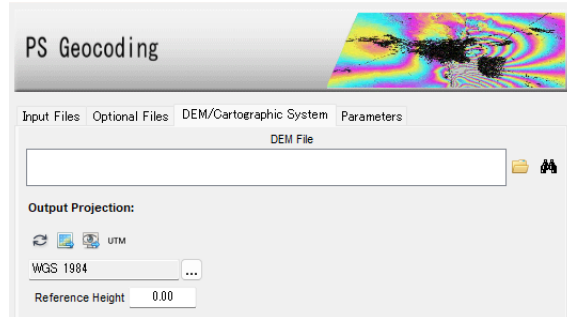 PS Geocoding
Input Files Optional Files DEM/Cartographic System Parameters
DEM File
Output Projection:
UTM
WGS 1984 ...
Reference Height 0.00